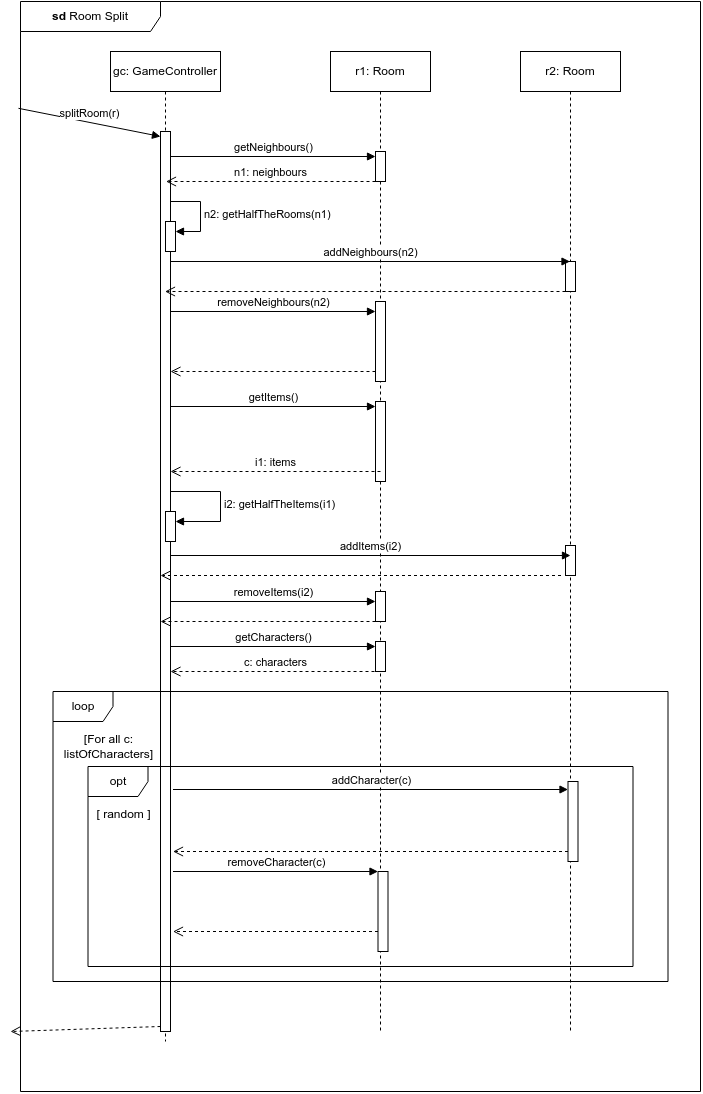 sd Room Split
gc: GameController
r1: Room
r2: Room
splitRoom(r)
getNeighbours()
n1: neighbours
n2: getHalfTheRooms(n1)
addNeighbours(n2)
removeNeighbours(n2)
getItems()
i1: items
i2: getHalfTheItems(i1)
addItems(i2)
removeItems(i2)
getCharacters()
c: characters
loop
[For all c:
listOfCharacters]
opt
addCharacter(c)
[ random ]
removeCharacter(c)